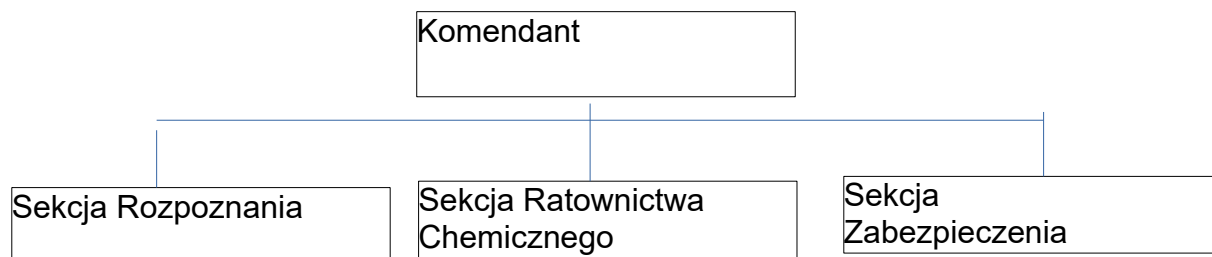 Komendant
Sekcja Rozpoznania
Sekcja Ratownictwa
Chemicznego
Sekcja
Zabezpieczenia